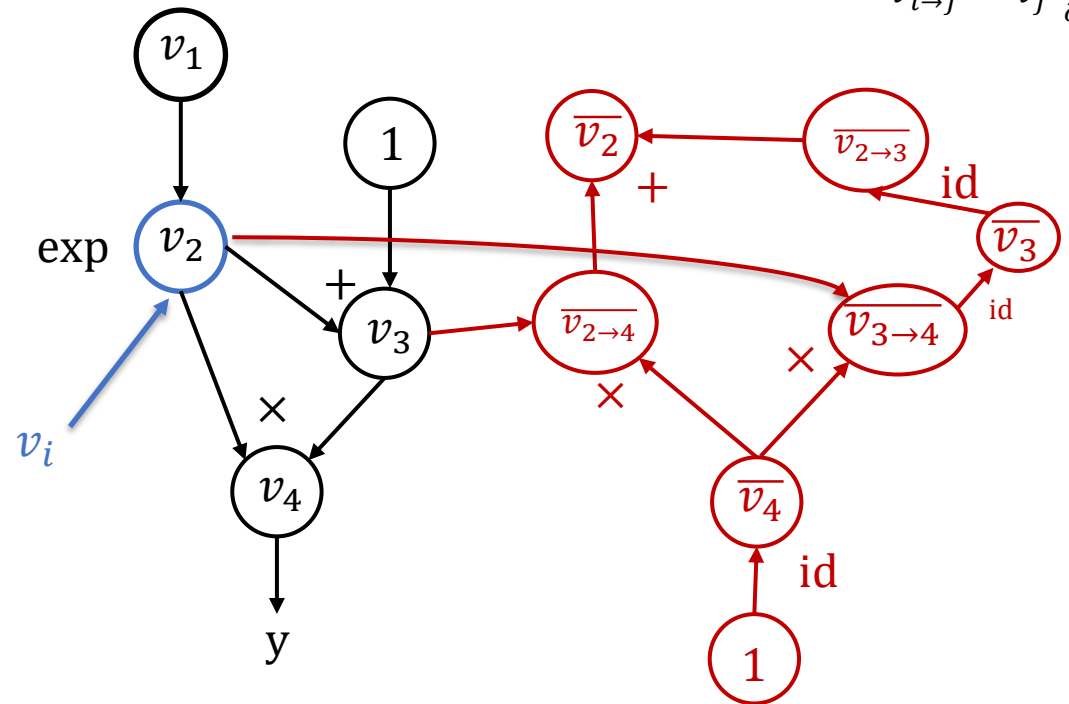 v₁
1
exp
v₂
+
v₃
×
v₄
y
vᵢ
v̅₂
+
v̅₂→₃
id
v̅₃
id
v̅₂→₄
×
v̅₃→₄
×
v̅₄
id
1